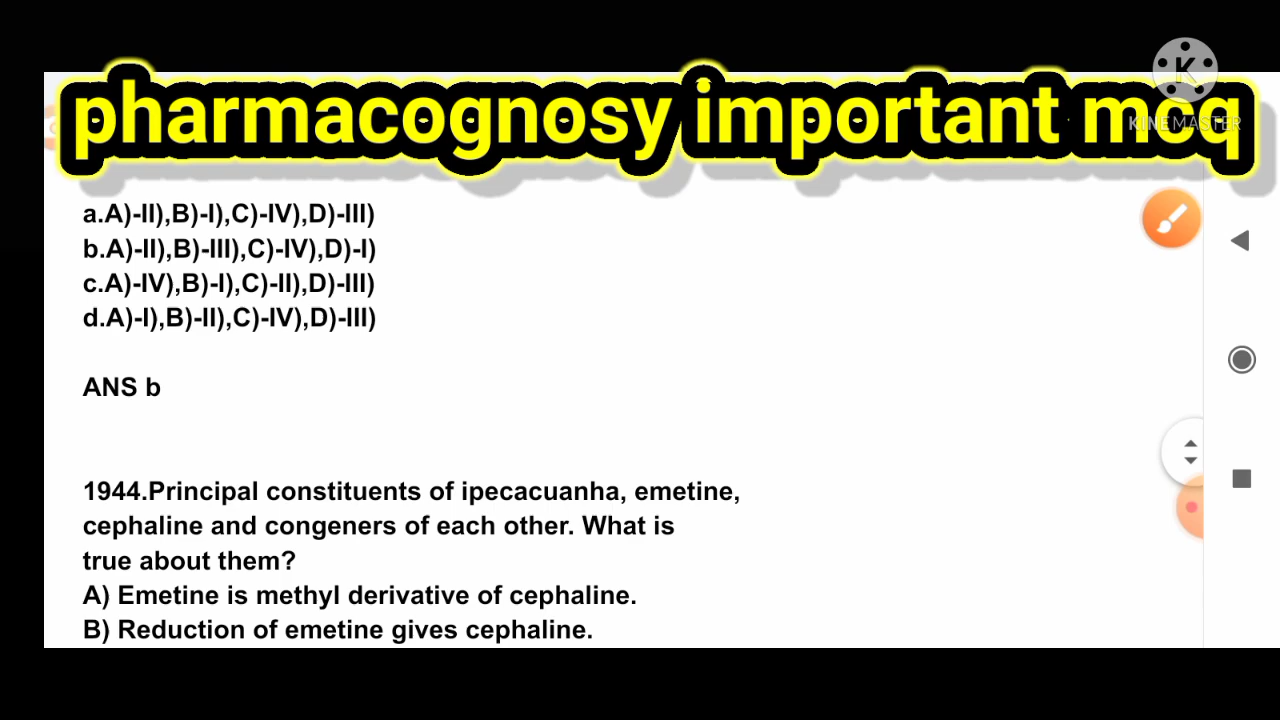 pharmacognosy important mcq
KINEMASTER
a.A)-II),B)-I),C)-IV),D)-III)
b.A)-II),B)-III),C)-IV),D)-I)
c.A)-IV),B)-I),C)-II),D)-III)
d.A)-I),B)-II),C)-IV),D)-III)
ANS b
1944.Principal constituents of ipecacuanha, emetine,
cephaline and congeners of each other. What is
true about them?
A) Emetine is methyl derivative of cephaline.
B) Reduction of emetine gives cephaline.